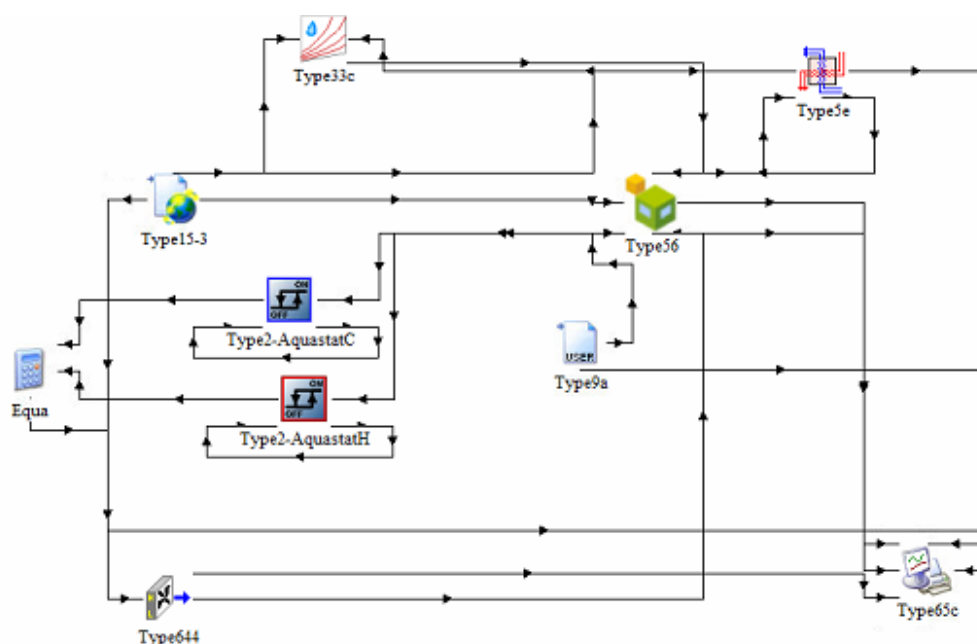 Type33c
Type5e
Type15-3
Type56
ON
OFF
Type2-AquastatC
USER
Type9a
Equa
ON
OFF
Type2-AquastatH
Type65c
Type644